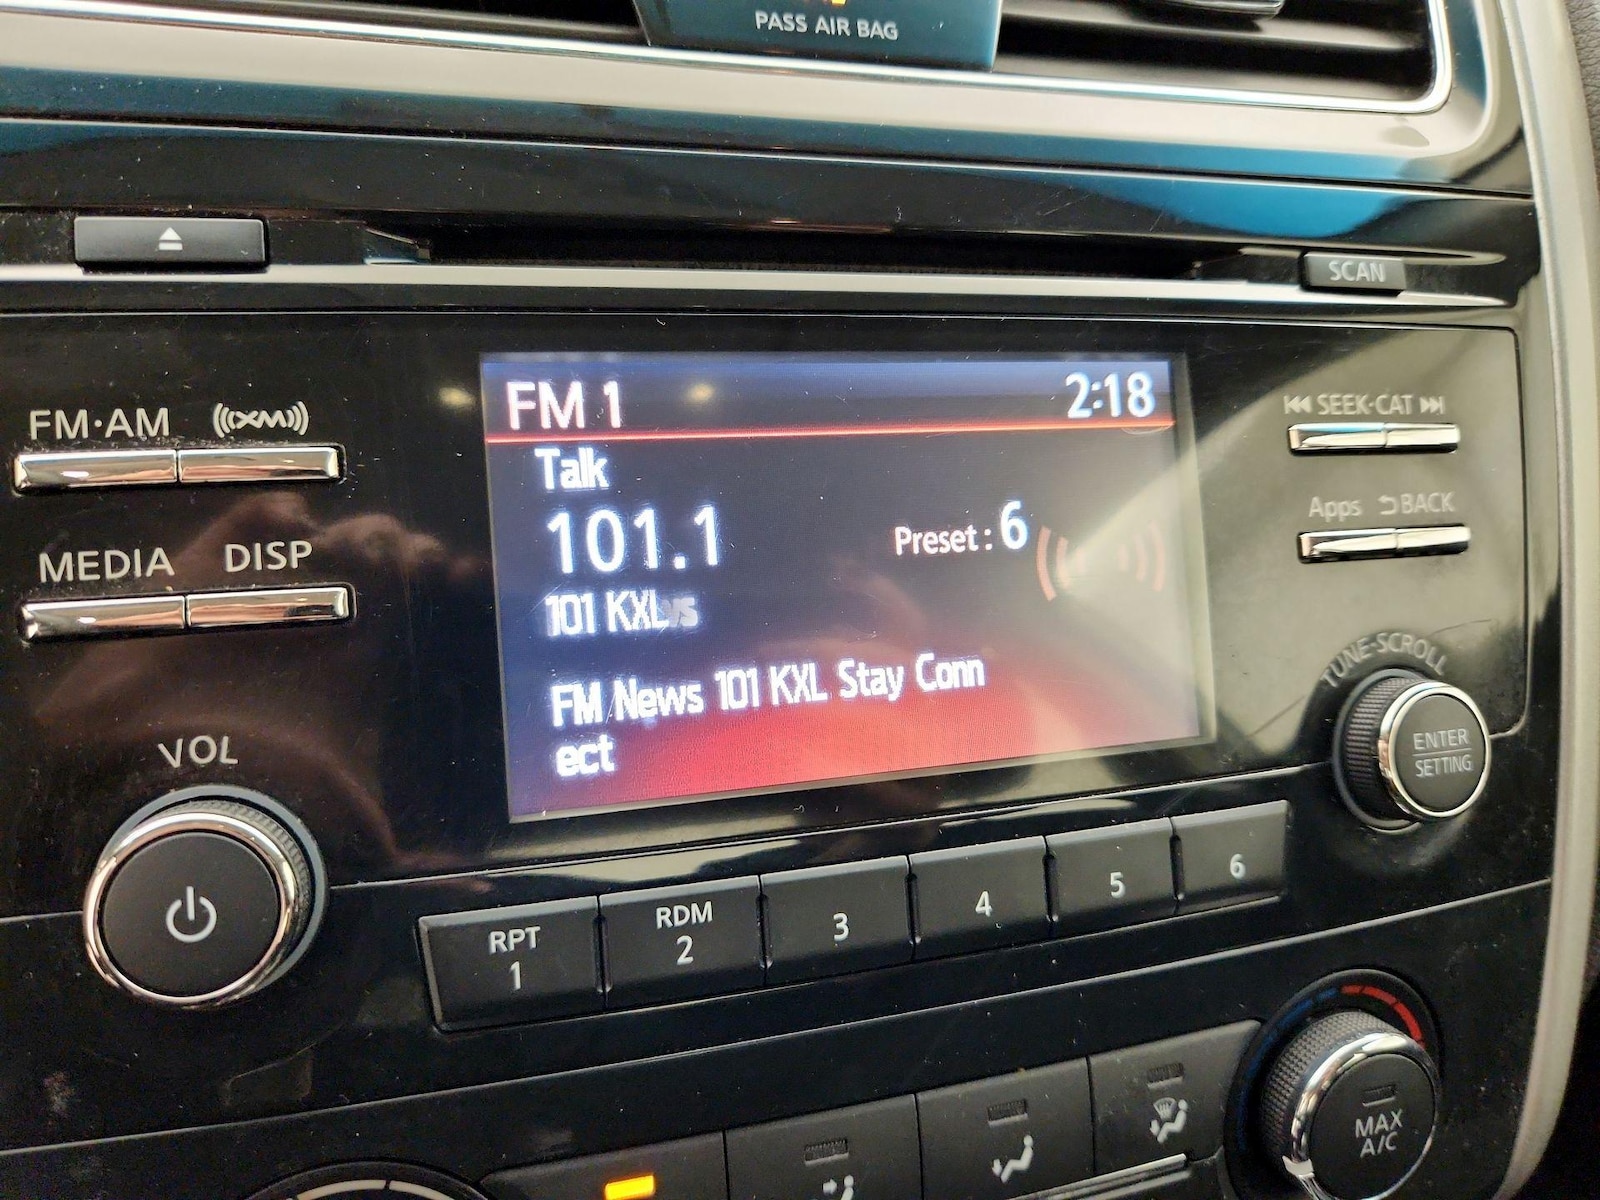 PASS AIR BAG
SCAN
FM·AM
XM
SEEK·CAT
FM 1
2:18
Talk
101.1
Preset: 6
101 KXL
FM News 101 KXL Stay Conn
ect
Apps
BACK
MEDIA
DISP
TUNE·SCROLL
ENTER
SETTING
VOL
RPT
1
RDM
2
3
4
5
6
MAX
A/C